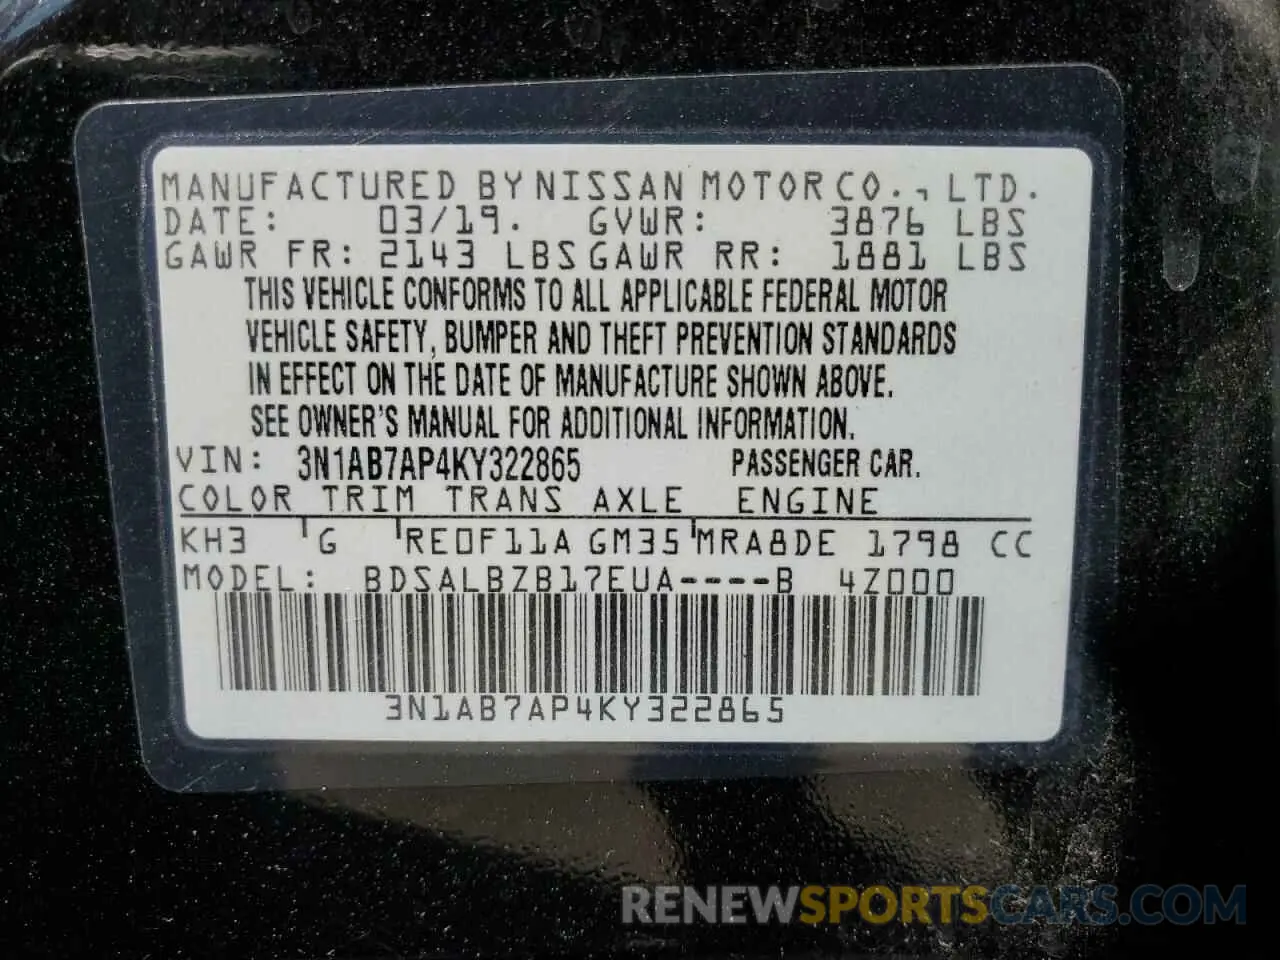 MANUFACTURED BY NISSAN MOTOR CO., LTD.
DATE: 03/19. GVWR: 3876 LBS
GAWR FR: 2143 LBS GAWR RR: 1881 LBS
THIS VEHICLE CONFORMS TO ALL APPLICABLE FEDERAL MOTOR
VEHICLE SAFETY, BUMPER AND THEFT PREVENTION STANDARDS
IN EFFECT ON THE DATE OF MANUFACTURE SHOWN ABOVE.
SEE OWNER'S MANUAL FOR ADDITIONAL INFORMATION.
VIN: 3N1AB7AP4KY322865 PASSENGER CAR.
COLOR TRIM TRANS AXLE ENGINE
KH3 G RE0F11A GM35 MRA8DE 1798 CC
MODEL: BDSALBZB17EUA----B 4Z000
3N1AB7AP4KY322865
RENEWSPORTSCARS.COM